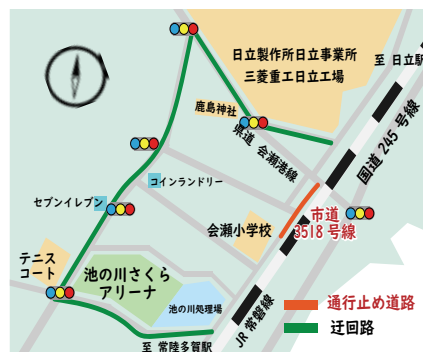 日立製作所日立事業所
三菱重工日立工場
至 日立駅
鹿島神社
県道 会瀬港線
国道 245 号線
コインランドリー
セブンイレブン
会瀬小学校
市道
3518 号線
テニス
コート
池の川さくら
アリーナ
池の川処理場
JR 常磐線
至 常陸多賀駅
通行止め道路
迂回路